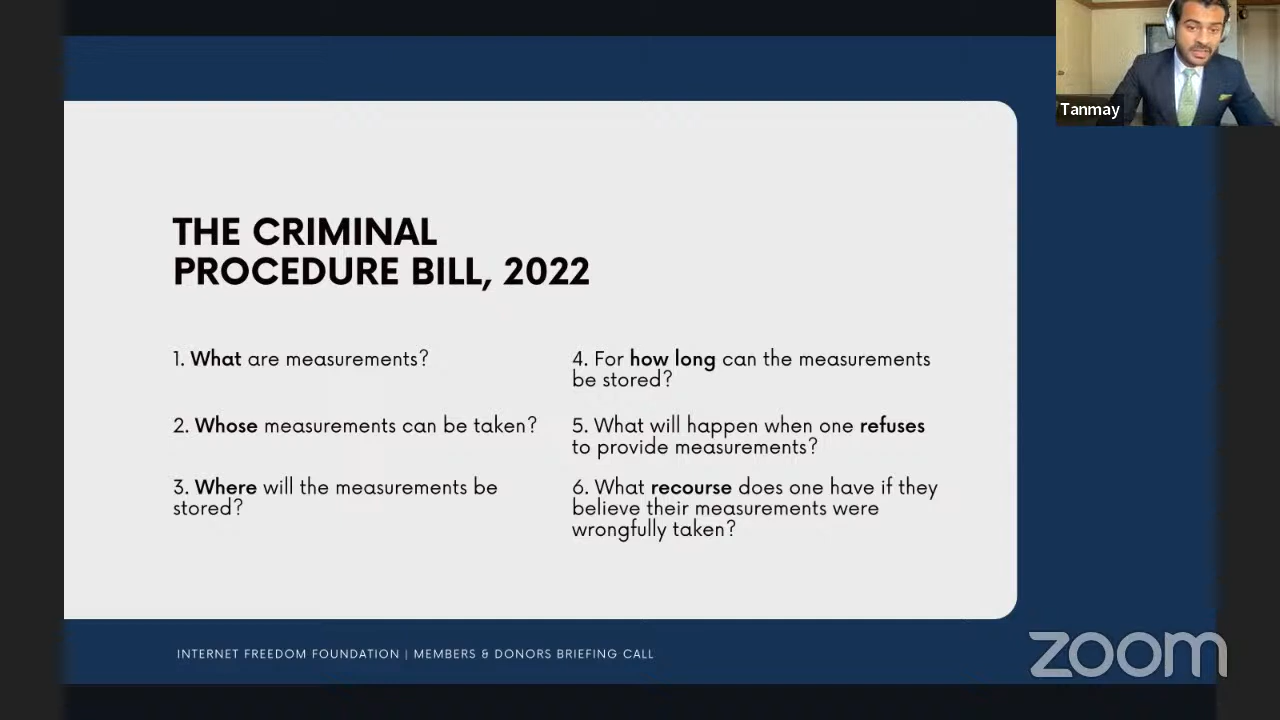 Tanmay
THE CRIMINAL
PROCEDURE BILL, 2022
1. What are measurements?
2. Whose measurements can be taken?
3. Where will the measurements be
stored?
4. For how long can the measurements
be stored?
5. What will happen when one refuses
to provide measurements?
6. What recourse does one have if they
believe their measurements were
wrongfully taken?
INTERNET FREEDOM FOUNDATION | MEMBERS & DONORS BRIEFING CALL
zoom